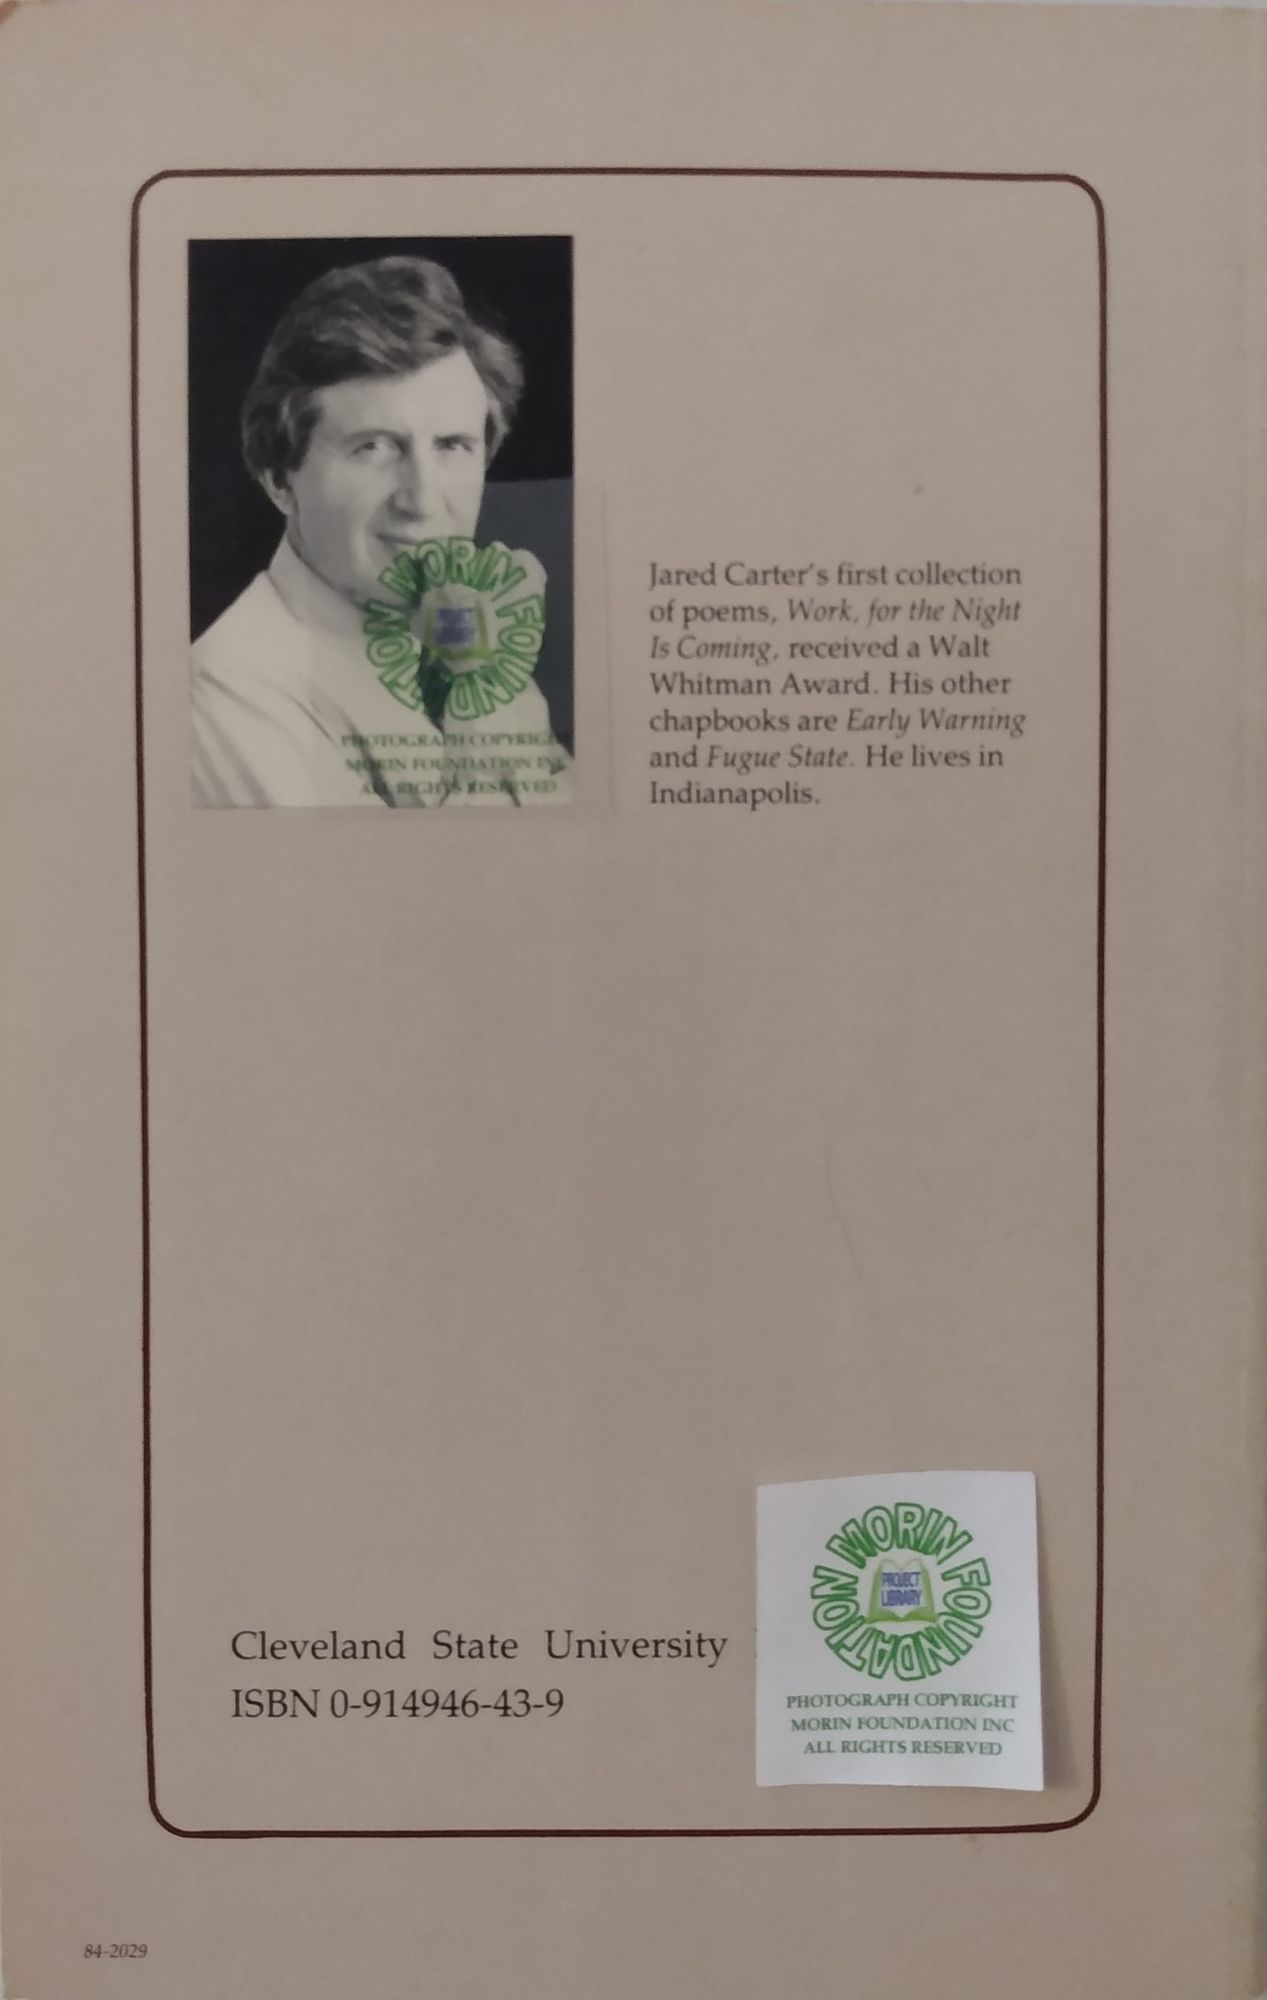 MORIN FOUNDATION
PROJECT
LIBRARY
PHOTOGRAPH COPYRIGH
MORIN FOUNDATION INC
ALL RIGHTS RESERVED
Jared Carter's first collection
of poems, Work, for the Night
Is Coming, received a Walt
Whitman Award. His other
chapbooks are Early Warning
and Fugue State. He lives in
Indianapolis.
Cleveland State University
ISBN 0-914946-43-9
MORIN FOUNDATION
PROJECT
LIBRARY
PHOTOGRAPH COPYRIGHT
MORIN FOUNDATION INC
ALL RIGHTS RESERVED
84-2029